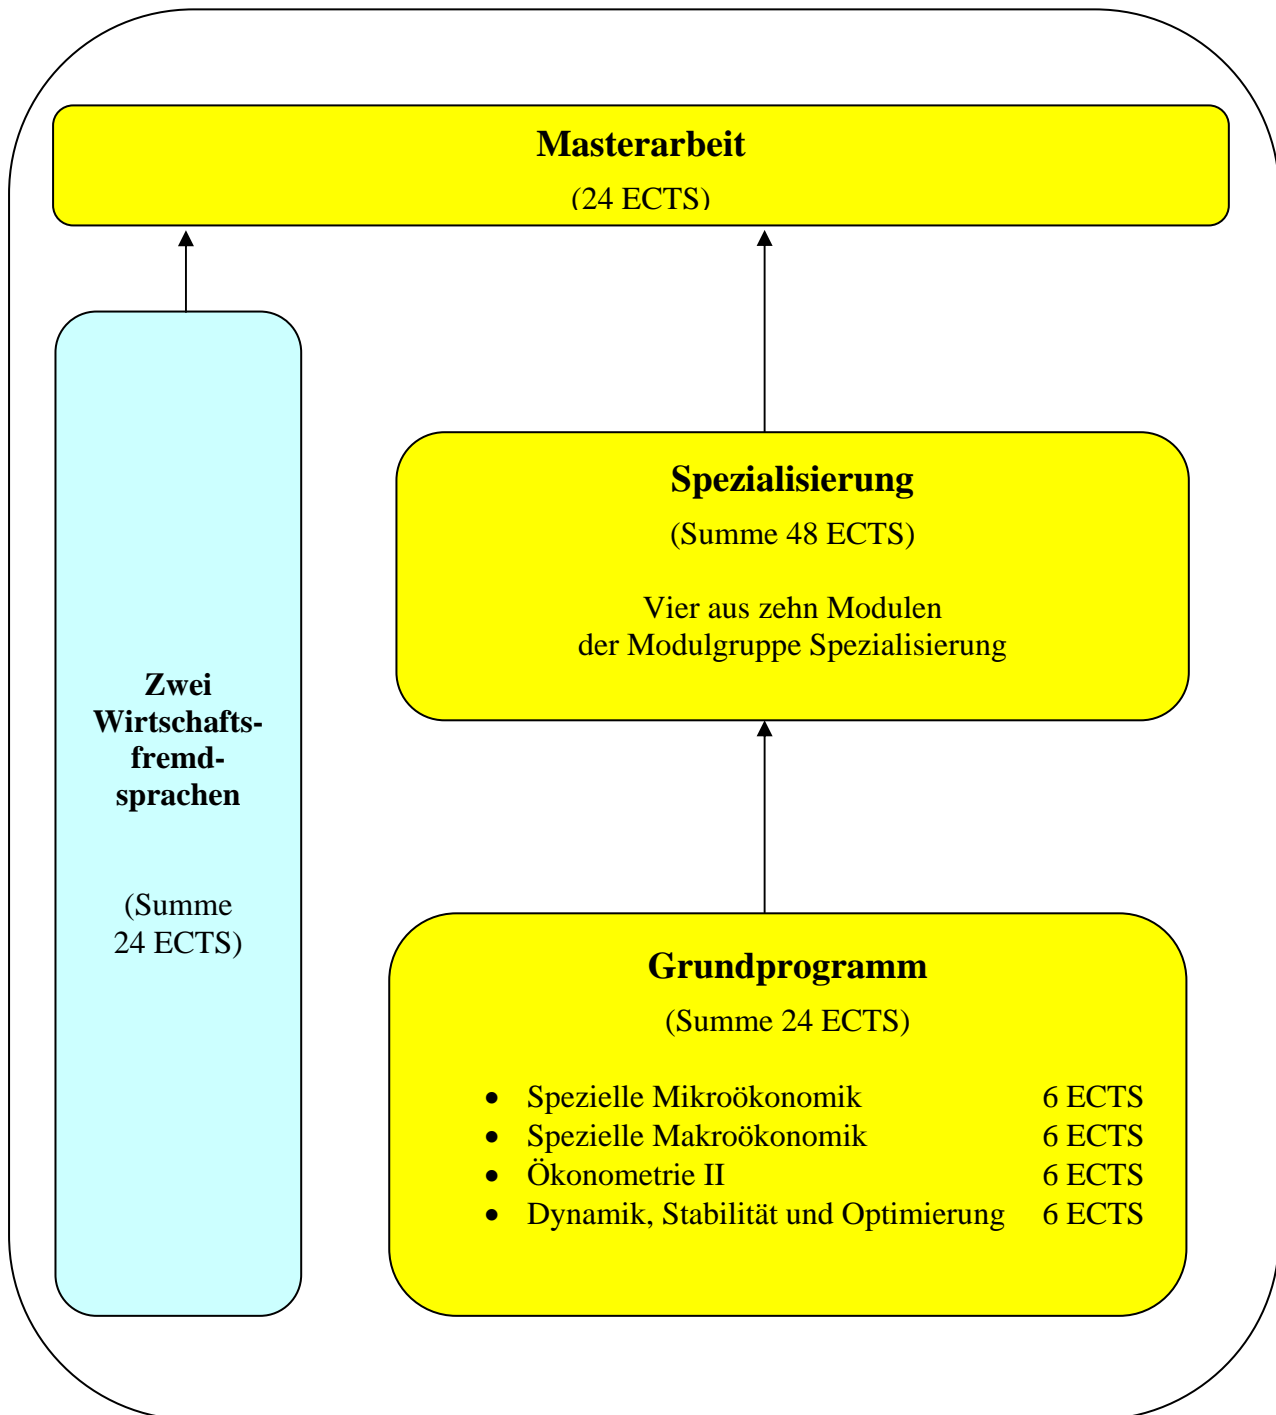 Masterarbeit
(24 ECTS)
Zwei
Wirtschafts-
fremd-
sprachen
(Summe
24 ECTS)
Spezialisierung
(Summe 48 ECTS)
Vier aus zehn Modulen
der Modulgruppe Spezialisierung
Grundprogramm
(Summe 24 ECTS)
• Spezielle Mikroökonomik 6 ECTS
• Spezielle Makroökonomik 6 ECTS
• Ökonometrie II 6 ECTS
• Dynamik, Stabilität und Optimierung 6 ECTS